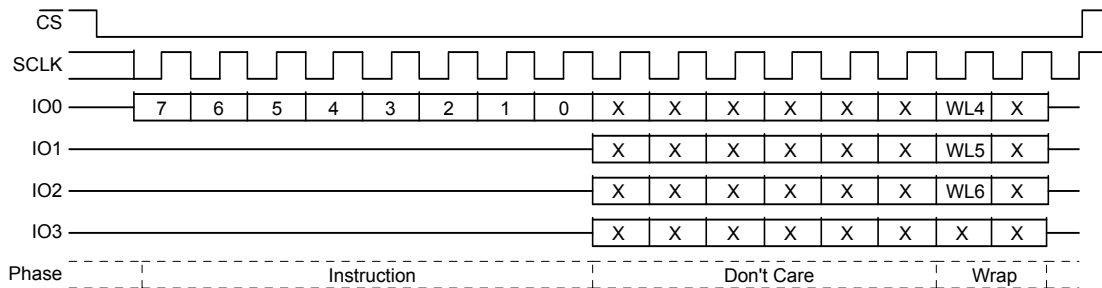 CS
SCLK
IO0 7 6 5 4 3 2 1 0 X X X X X X WL4 X
IO1 X X X X X X WL5 X
IO2 X X X X X X WL6 X
IO3 X X X X X X X X
Phase Instruction Don't Care Wrap